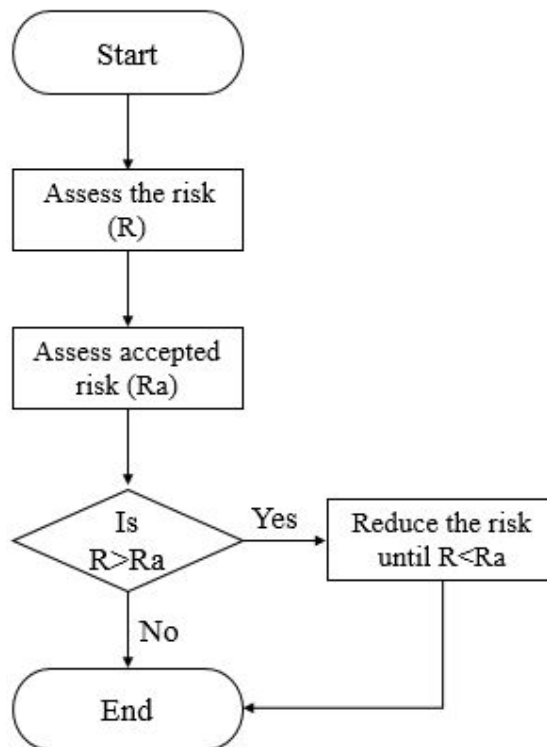 Start
Assess the risk
(R)
Assess accepted
risk (Ra)
Is
R>Ra
Yes
Reduce the risk
until R<Ra
No
End